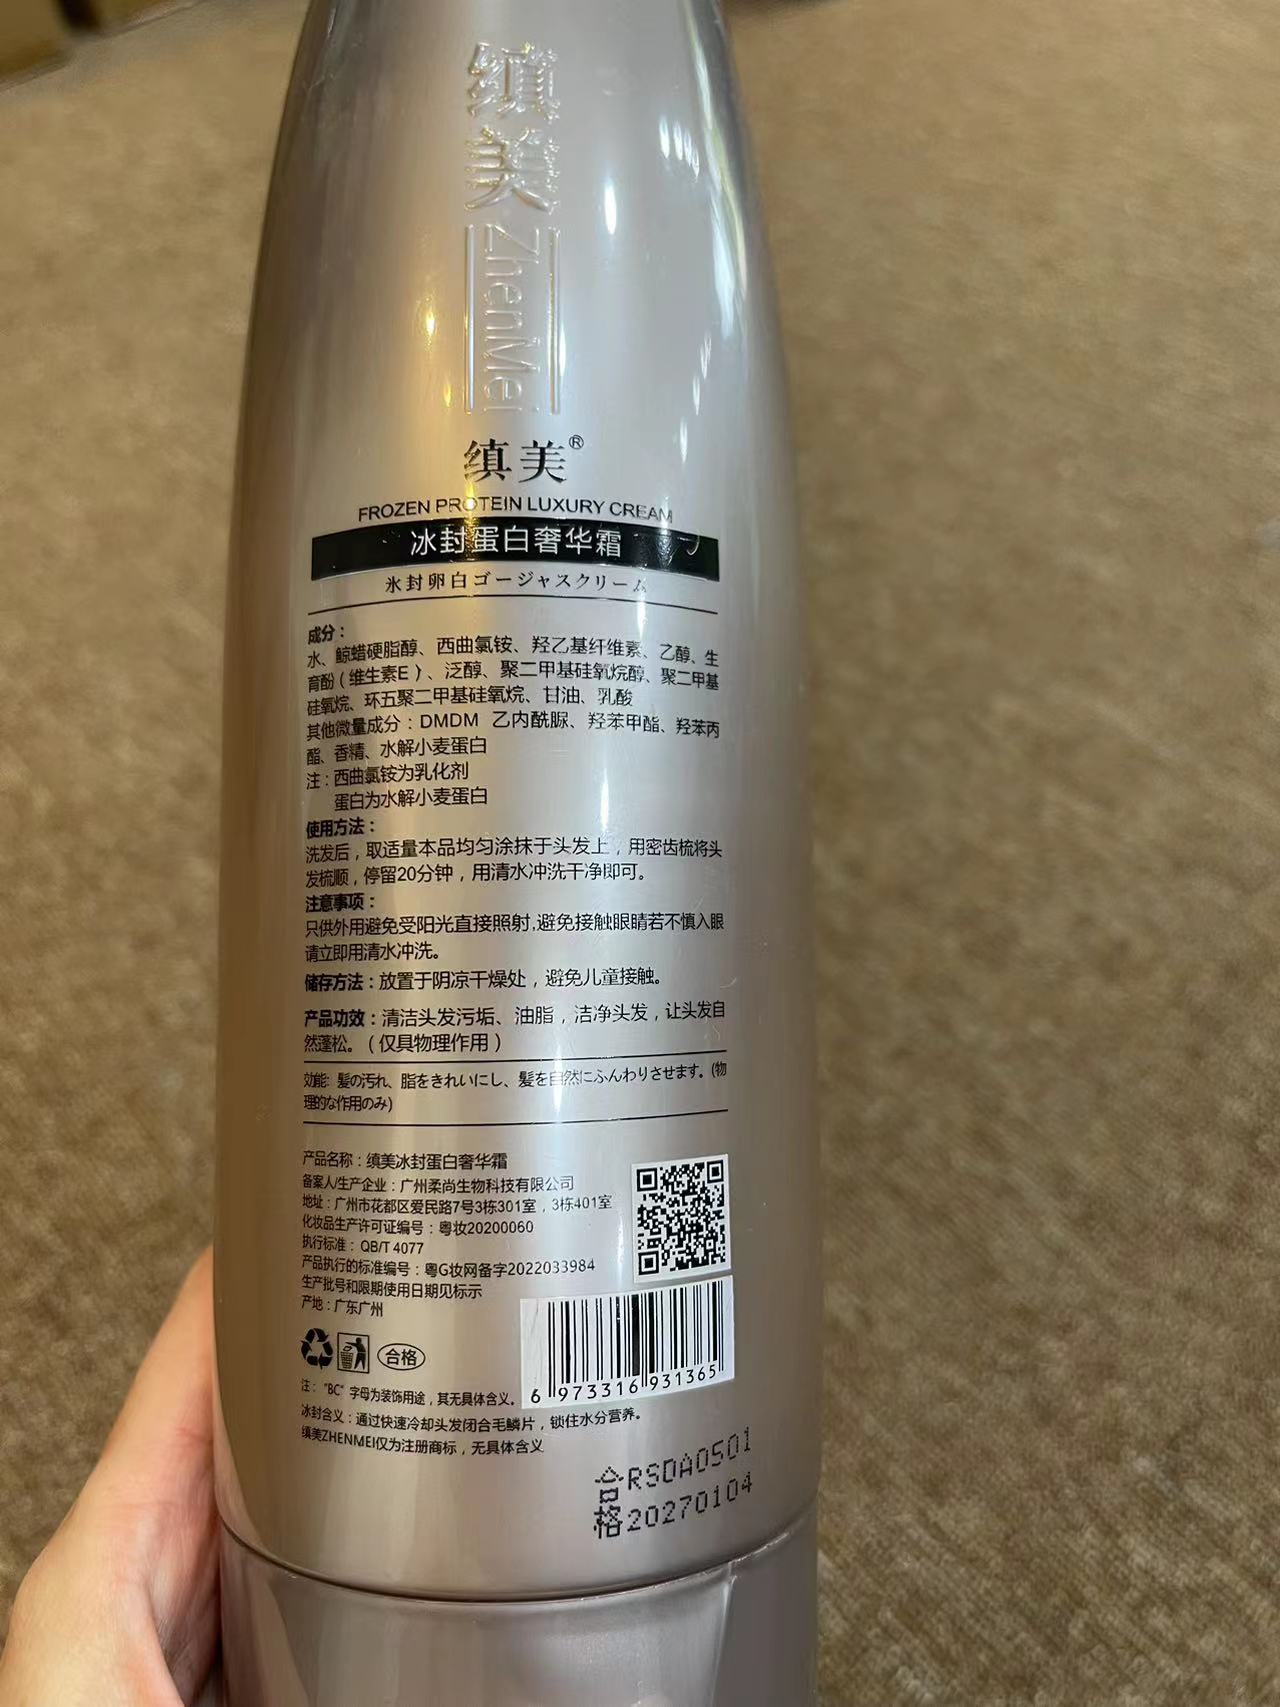 缜美
ZhenMei
缜美®
FROZEN PROTEIN LUXURY CREAM
冰封蛋白奢华霜
氷封卵白ゴージャスクリーム
成分：
水、鲸蜡硬脂醇、西曲氯铵、羟乙基纤维素、乙醇、生
育酚（维生素E）、泛醇、聚二甲基硅氧烷醇、聚二甲基
硅氧烷、环五聚二甲基硅氧烷、甘油、乳酸
其他微量成分：DMDM 乙内酰脲、羟苯甲酯、羟苯丙
酯、香精、水解小麦蛋白
注：西曲氯铵为乳化剂
蛋白为水解小麦蛋白
使用方法：
洗发后，取适量本品均匀涂抹于头发上，用密齿梳将头
发梳顺，停留20分钟，用清水冲洗干净即可。
注意事项：
只供外用避免受阳光直接照射,避免接触眼睛若不慎入眼
请立即用清水冲洗。
储存方法：放置于阴凉干燥处，避免儿童接触。
产品功效：清洁头发污垢、油脂，洁净头发，让头发自
然蓬松。（仅具物理作用）
効能: 髪の汚れ、脂をきれいにし、髪を自然にふんわりさせます。(物
理的な作用のみ)
产品名称：缜美冰封蛋白奢华霜
备案人/生产企业：广州柔尚生物科技有限公司
地址：广州市花都区爱民路7号3栋301室，3栋401室
化妆品生产许可证编号：粤妆20200060
执行标准：QB/T 4077
产品执行的标准编号：粤G妆网备字2022033984
生产批号和限期使用日期见标示
产地：广东广州
合格
6 973316 931365
注：“BC”字母为装饰用途，其无具体含义。
冰封含义：通过快速冷却头发闭合毛鳞片，锁住水分营养。
缜美ZHENMEI仅为注册商标，无具体含义
合格
RSDA0501
20270104